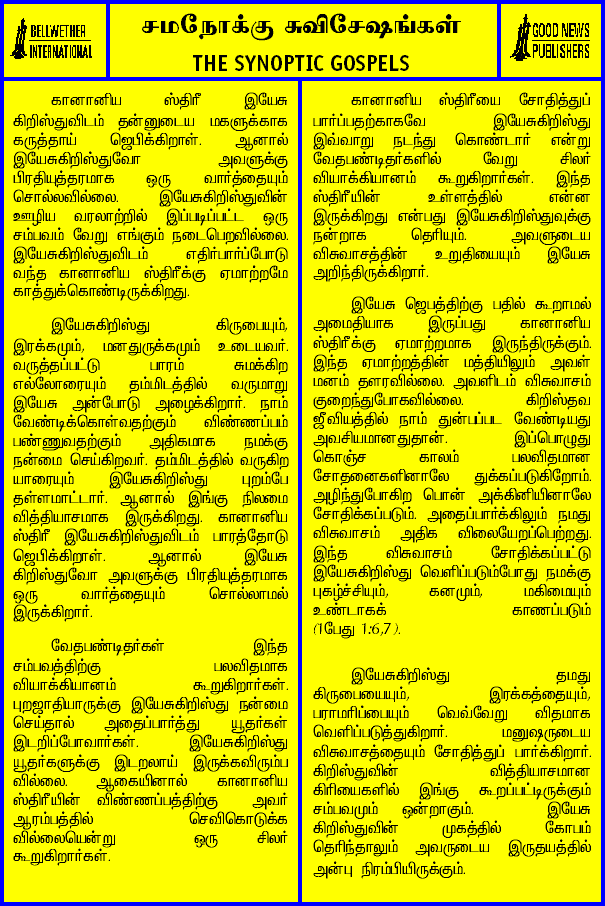 BELLWETHER
INTERNATIONAL
சமநோக்கு சுவிசேஷங்கள்
THE SYNOPTIC GOSPELS
GOOD NEWS
PUBLISHERS
கானானிய ஸ்திரீ இயேசு
கிறிஸ்துவிடம் தன்னுடைய மகளுக்காக
கருத்தாய் ஜெபிக்கிறாள். ஆனால்
இயேசுகிறிஸ்துவோ அவளுக்கு
பிரதியுத்தரமாக ஒரு வார்த்தையும்
சொல்லவில்லை. இயேசுகிறிஸ்துவின்
ஊழிய வரலாற்றில் இப்படிப்பட்ட ஒரு
சம்பவம் வேறு எங்கும் நடைபெறவில்லை.
இயேசுகிறிஸ்துவிடம் எதிர்பார்ப்போடு
வந்த கானானிய ஸ்திரீக்கு ஏமாற்றமே
காத்துக்கொண்டிருக்கிறது.
இயேசுகிறிஸ்து கிருபையும்,
இரக்கமும், மனதுருக்கமும் உடையவர்.
வருத்தப்பட்டு பாரம் சுமக்கிற
எல்லோரையும் தம்மிடத்தில் வருமாறு
இயேசு அன்போடு அழைக்கிறார். நாம்
வேண்டிக்கொள்வதற்கும் விண்ணப்பம்
பண்ணுவதற்கும் அதிகமாக நமக்கு
நன்மை செய்கிறவர். தம்மிடத்தில் வருகிற
யாரையும் இயேசுகிறிஸ்து புறம்பே
தள்ளமாட்டார். ஆனால் இங்கு நிலமை
வித்தியாசமாக இருக்கிறது. கானானிய
ஸ்திரீ இயேசுகிறிஸ்துவிடம் பாரத்தோடு
ஜெபிக்கிறாள். ஆனால் இயேசு
கிறிஸ்துவோ அவளுக்கு பிரதியுத்தரமாக
ஒரு வார்த்தையும் சொல்லாமல்
இருக்கிறார்.
வேதபண்டிதர்கள் இந்த
சம்பவத்திற்கு பலவிதமாக
வியாக்கியானம் கூறுகிறார்கள்.
புறஜாதியாருக்கு இயேசுகிறிஸ்து நன்மை
செய்தால் அதைப்பார்த்து யூதர்கள்
இடறிப்போவார்கள். இயேசுகிறிஸ்து
யூதர்களுக்கு இடறலாய் இருக்கவிரும்ப
வில்லை. ஆகையினால் கானானிய
ஸ்திரீயின் விண்ணப்பத்திற்கு அவர்
ஆரம்பத்தில் செவிகொடுக்க
வில்லையென்று ஒரு சிலர்
கூறுகிறார்கள்.
கானானிய ஸ்திரீயை சோதித்துப்
பார்ப்பதற்காகவே இயேசுகிறிஸ்து
இவ்வாறு நடந்து கொண்டார் என்று
வேதபண்டிதர்களில் வேறு சிலர்
வியாக்கியானம் கூறுகிறார்கள். இந்த
ஸ்திரீயின் உள்ளத்தில் என்ன
இருக்கிறது என்பது இயேசுகிறிஸ்துவுக்கு
நன்றாக தெரியும். அவளுடைய
விசுவாசத்தின் உறுதியையும் இயேசு
அறிந்திருக்கிறார்.
இயேசு ஜெபத்திற்கு பதில் கூறாமல்
அமைதியாக இருப்பது கானானிய
ஸ்திரீக்கு ஏமாற்றமாக இருந்திருக்கும்.
இந்த ஏமாற்றத்தின் மத்தியிலும் அவள்
மனம் தளரவில்லை. அவளிடம் விசுவாசம்
குறைந்துபோகவில்லை. கிறிஸ்தவ
ஜீவியத்தில் நாம் துன்பப்பட வேண்டியது
அவசியமானதுதான். இப்பொழுது
கொஞ்ச காலம் பலவிதமான
சோதனைகளினாலே துக்கப்படுகிறோம்.
அழிந்துபோகிற பொன் அக்கினியினாலே
சோதிக்கப்படும். அதைப்பார்க்கிலும் நமது
விசுவாசம் அதிக விலையேறப்பெற்றது.
இந்த விசுவாசம் சோதிக்கப்பட்டு
இயேசுகிறிஸ்து வெளிப்படும்போது நமக்கு
புகழ்ச்சியும், கனமும், மகிமையும்
உண்டாகக் காணப்படும்
(1பேது 1:6,7).
இயேசுகிறிஸ்து தமது
கிருபையையும், இரக்கத்தையும்,
பராமரிப்பையும் வெவ்வேறு விதமாக
வெளிப்படுத்துகிறார். மனுஷருடைய
விசுவாசத்தையும் சோதித்துப் பார்க்கிறார்.
கிறிஸ்துவின் வித்தியாசமான
கிரியைகளில் இங்கு கூறப்பட்டிருக்கும்
சம்பவமும் ஒன்றாகும். இயேசு
கிறிஸ்துவின் முகத்தில் கோபம்
தெரிந்தாலும் அவருடைய இருதயத்தில்
அன்பு நிரம்பியிருக்கும்.